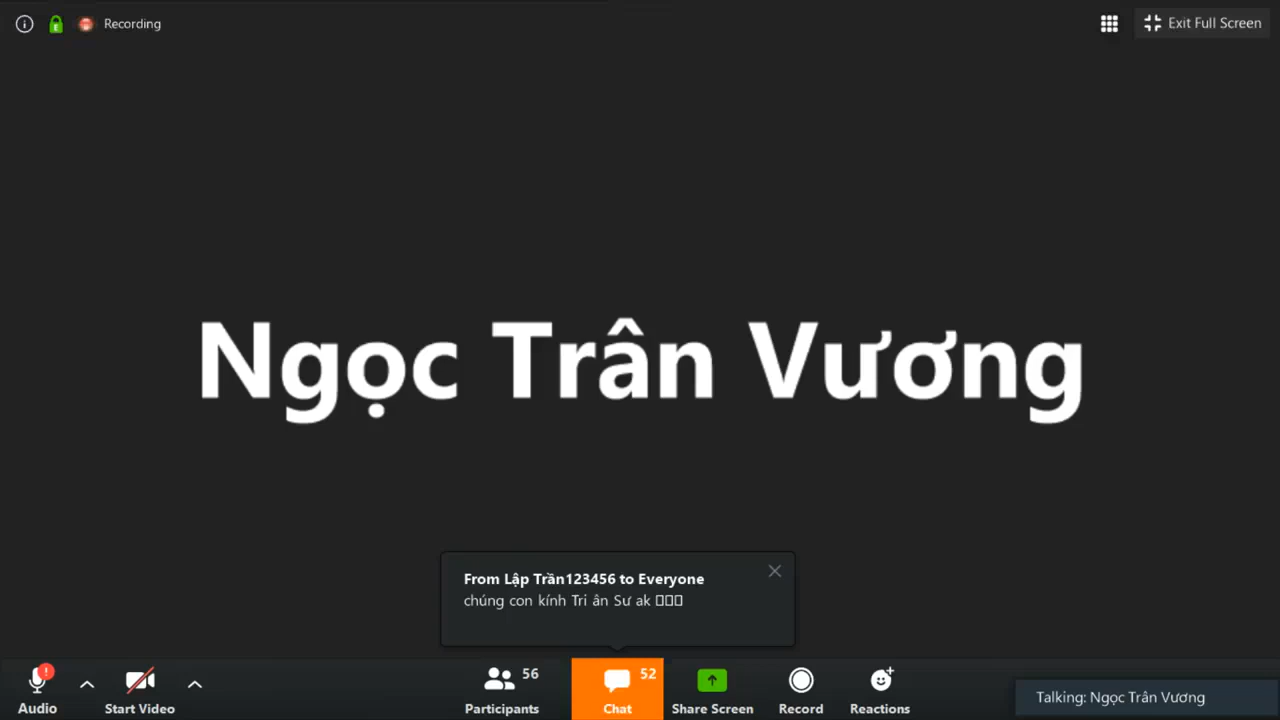 Recording
Exit Full Screen
Ngọc Trân Vương
From Lập Trần123456 to Everyone
chúng con kính Tri ân Sư ak
Audio
Start Video
56
Participants
52
Chat
Share Screen
Record
Reactions
Talking: Ngọc Trân Vương